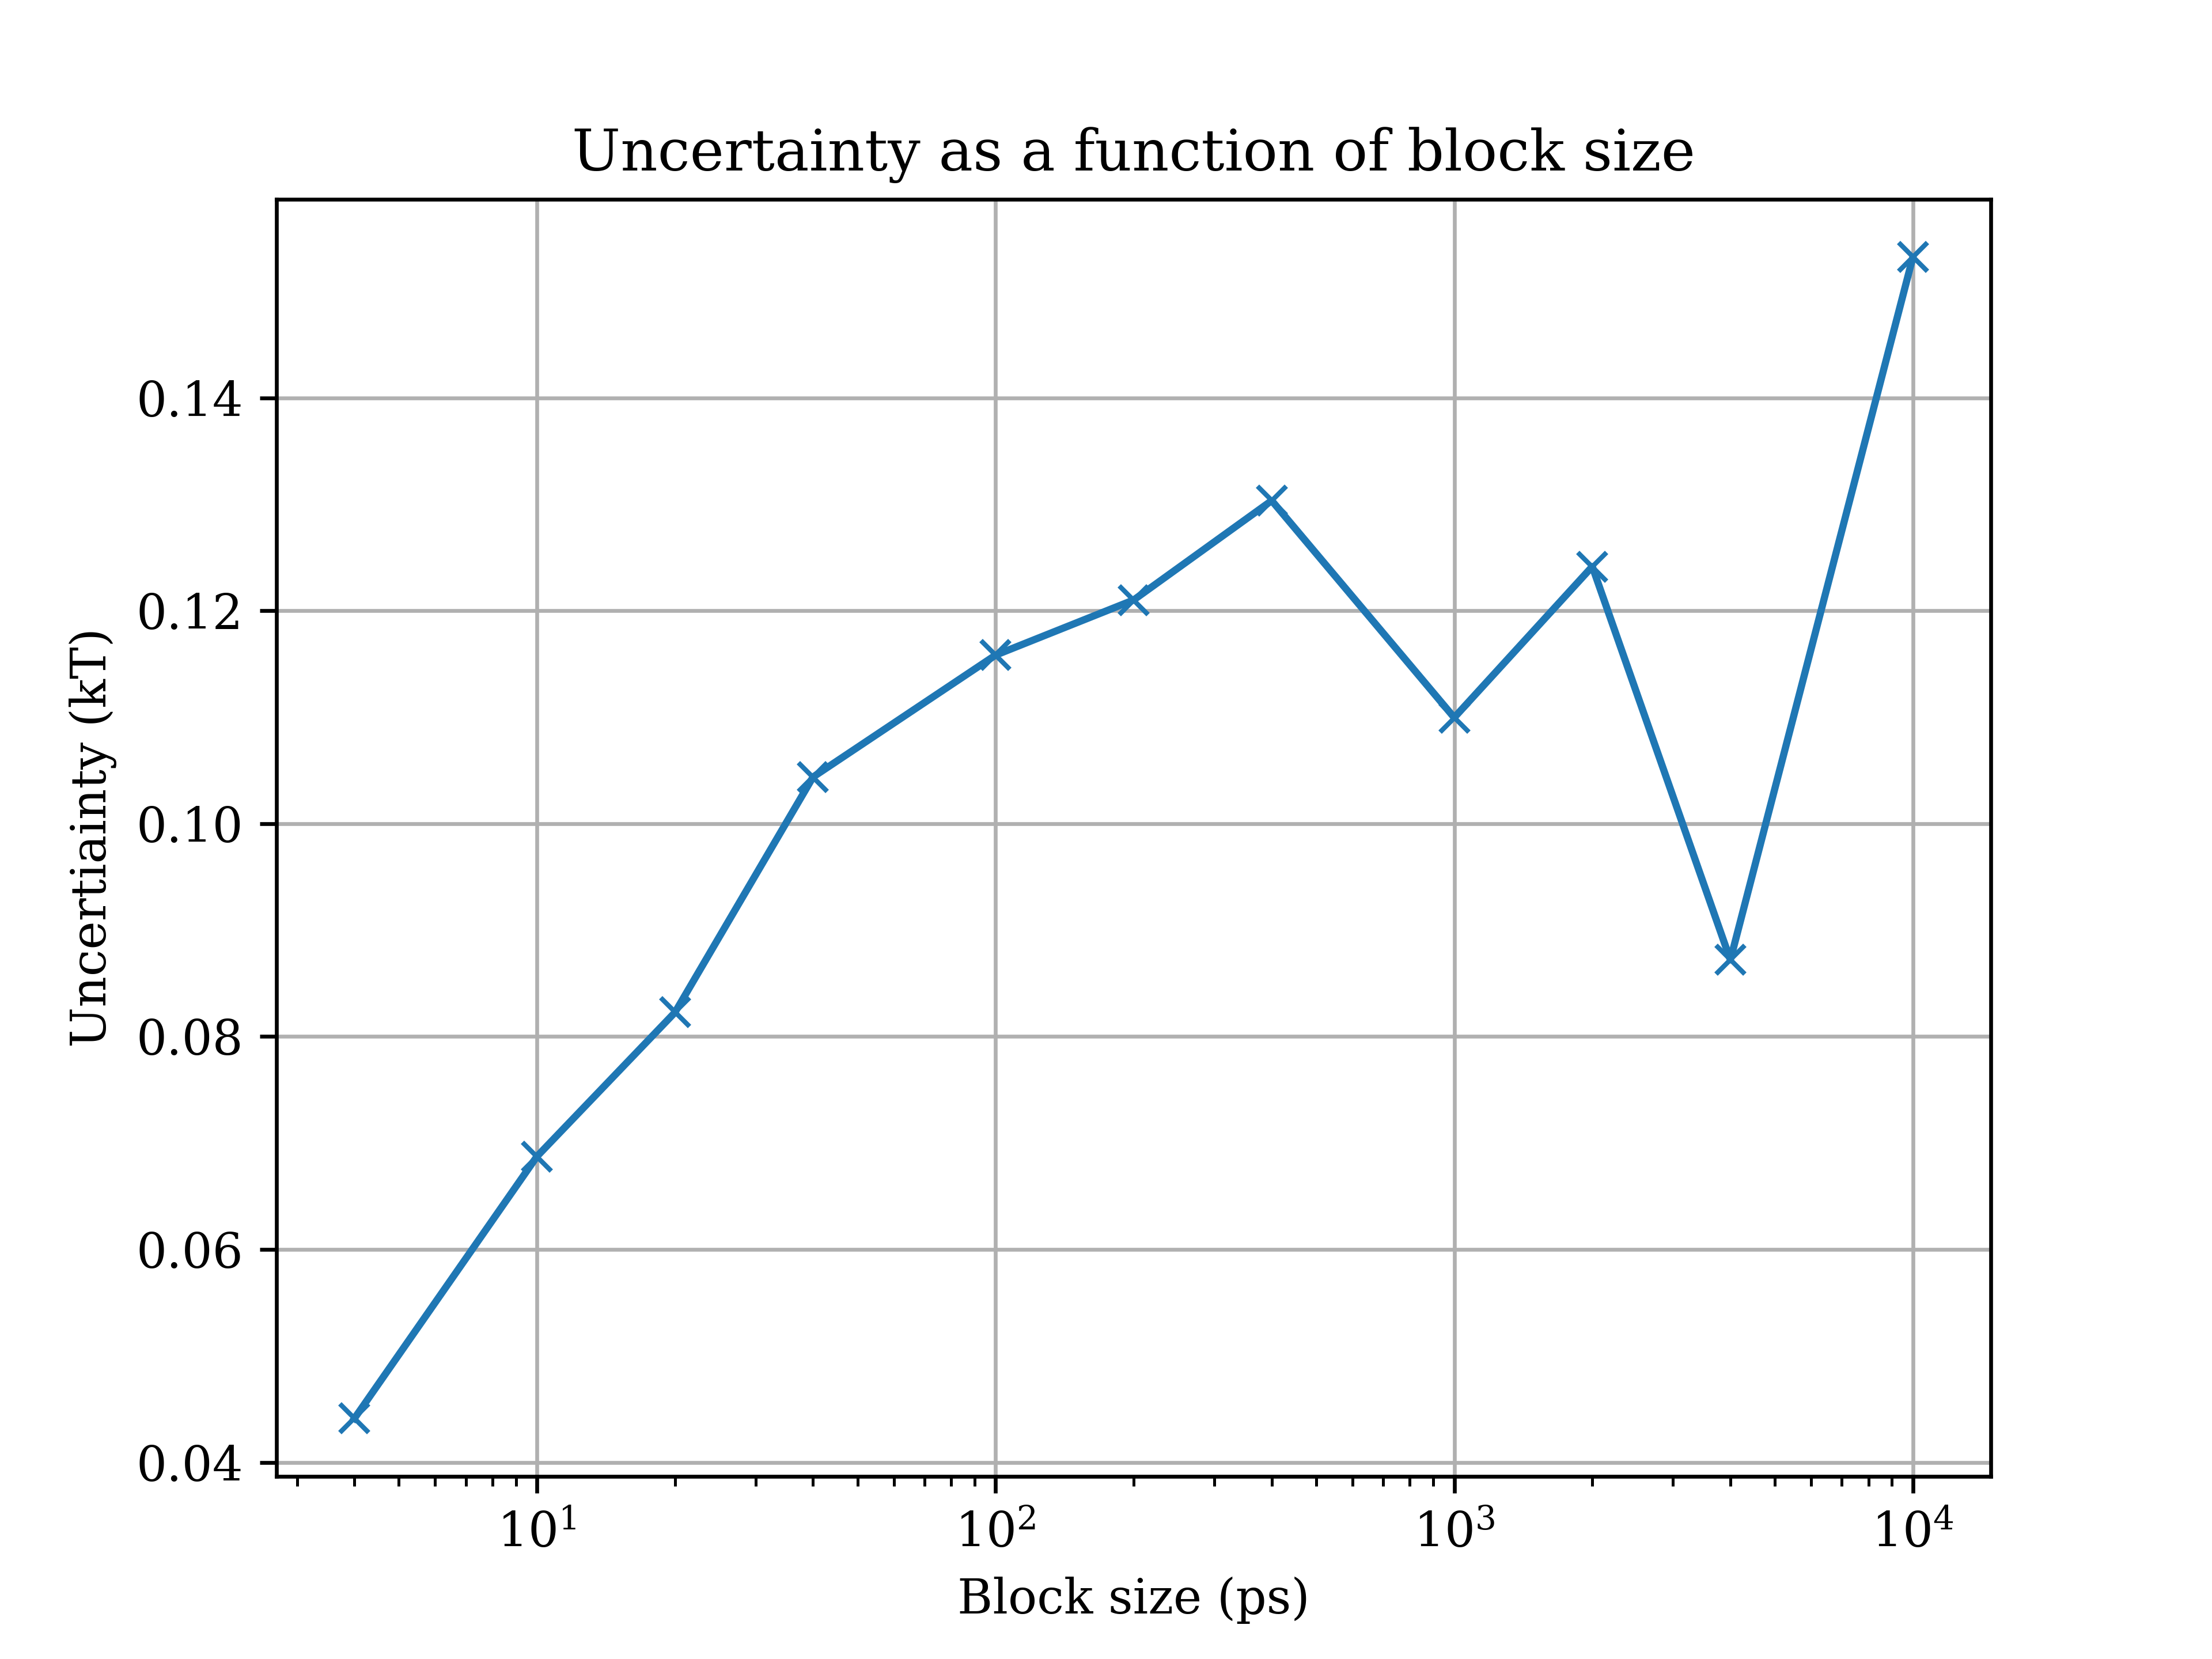 Uncertainty as a function of block size
0.14
0.12
0.10
0.08
0.06
0.04
Uncertiainty (kT)
10¹ 10² 10³ 10⁴
Block size (ps)